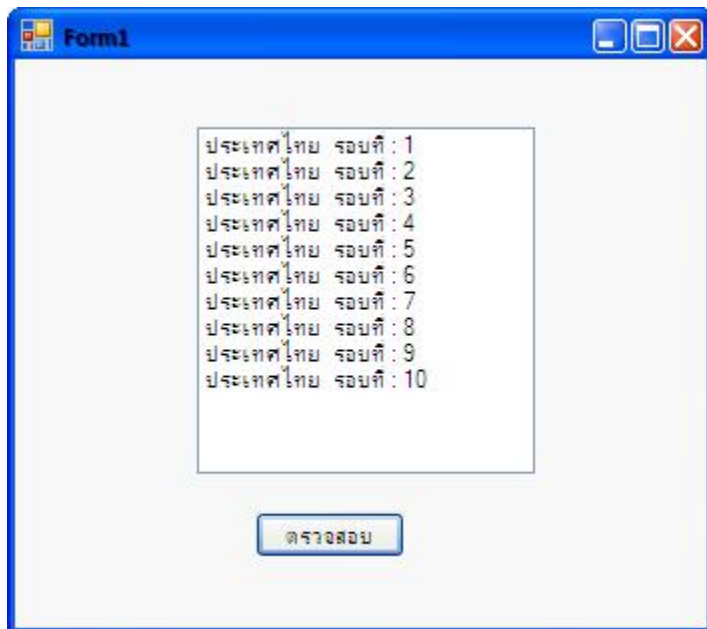 Form1
ประเทศไทย รอบที่ : 1
ประเทศไทย รอบที่ : 2
ประเทศไทย รอบที่ : 3
ประเทศไทย รอบที่ : 4
ประเทศไทย รอบที่ : 5
ประเทศไทย รอบที่ : 6
ประเทศไทย รอบที่ : 7
ประเทศไทย รอบที่ : 8
ประเทศไทย รอบที่ : 9
ประเทศไทย รอบที่ : 10
ตรวจสอบ